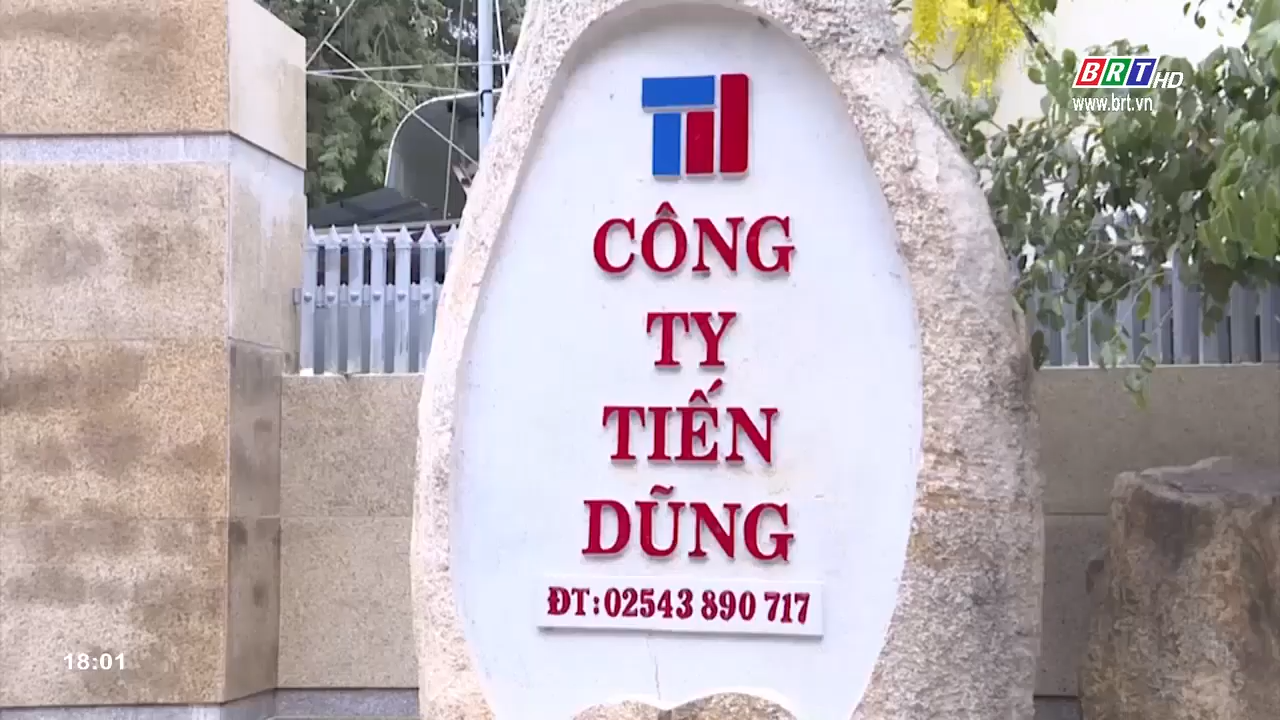 BRT HD
www.brt.vn
CÔNG
TY
TIẾN
DŨNG
ĐT:02543 890 717
18:01